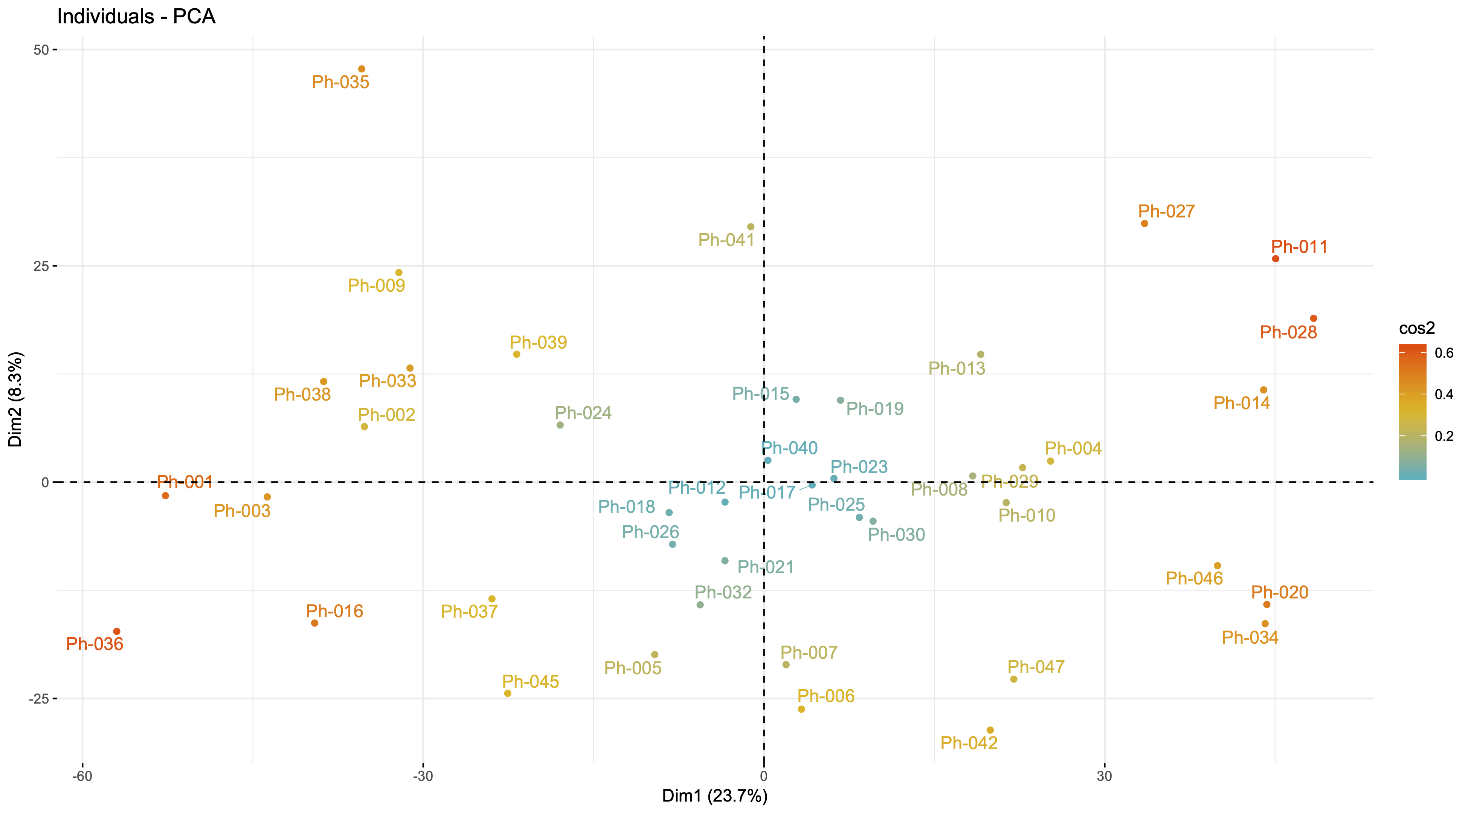 Individuals - PCA
50
Ph-035
Ph-027
Ph-041
Ph-011
25
Ph-009
cos2
Ph-028
Ph-039
0.6
Ph-013
Ph-033
Ph-038
Ph-015
0.4
Ph-014
Ph-019
Ph-002
Ph-024
0.2
Dim2 (8.3%)
Ph-040
Ph-004
Ph-023
Ph-001
0
Ph-029
Ph-012
Ph-017
Ph-008
Ph-003
Ph-018
Ph-025
Ph-010
Ph-026
Ph-030
Ph-021
Ph-046
Ph-032
Ph-020
Ph-016
Ph-037
Ph-034
Ph-036
Ph-007
Ph-005
Ph-047
Ph-045
Ph-006
-25
Ph-042
-60
-30
0
30
Dim1 (23.7%)